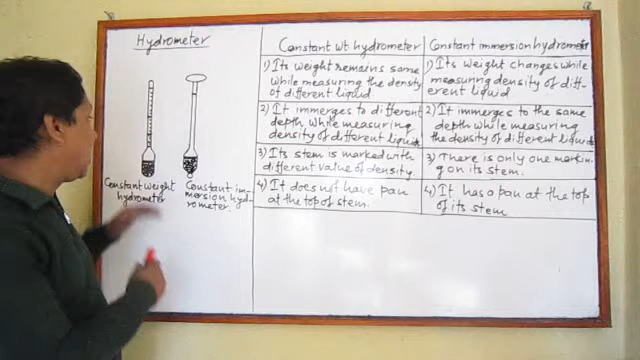 Hydrometer
Constant weight
hydrometer
Constant im-
mersion hyd-
rometer.
Constant wt hydrometer
Constant immersion hydrometer
1) Its weight remains same
while measuring the density
of different liquid.
1) Its weight changes while
measuring density of diff-
erent liquid
2) It immerges to different
depth while measuring
density of different liquids
2) It immerges to the same
depth while measuring
the density of different liquids
3) Its stem is marked with
different value of density.
3) There is only one markin-
g on its stem.
4) It does not have pan
at the top of stem.
4) It has a pan at the top
of its stem